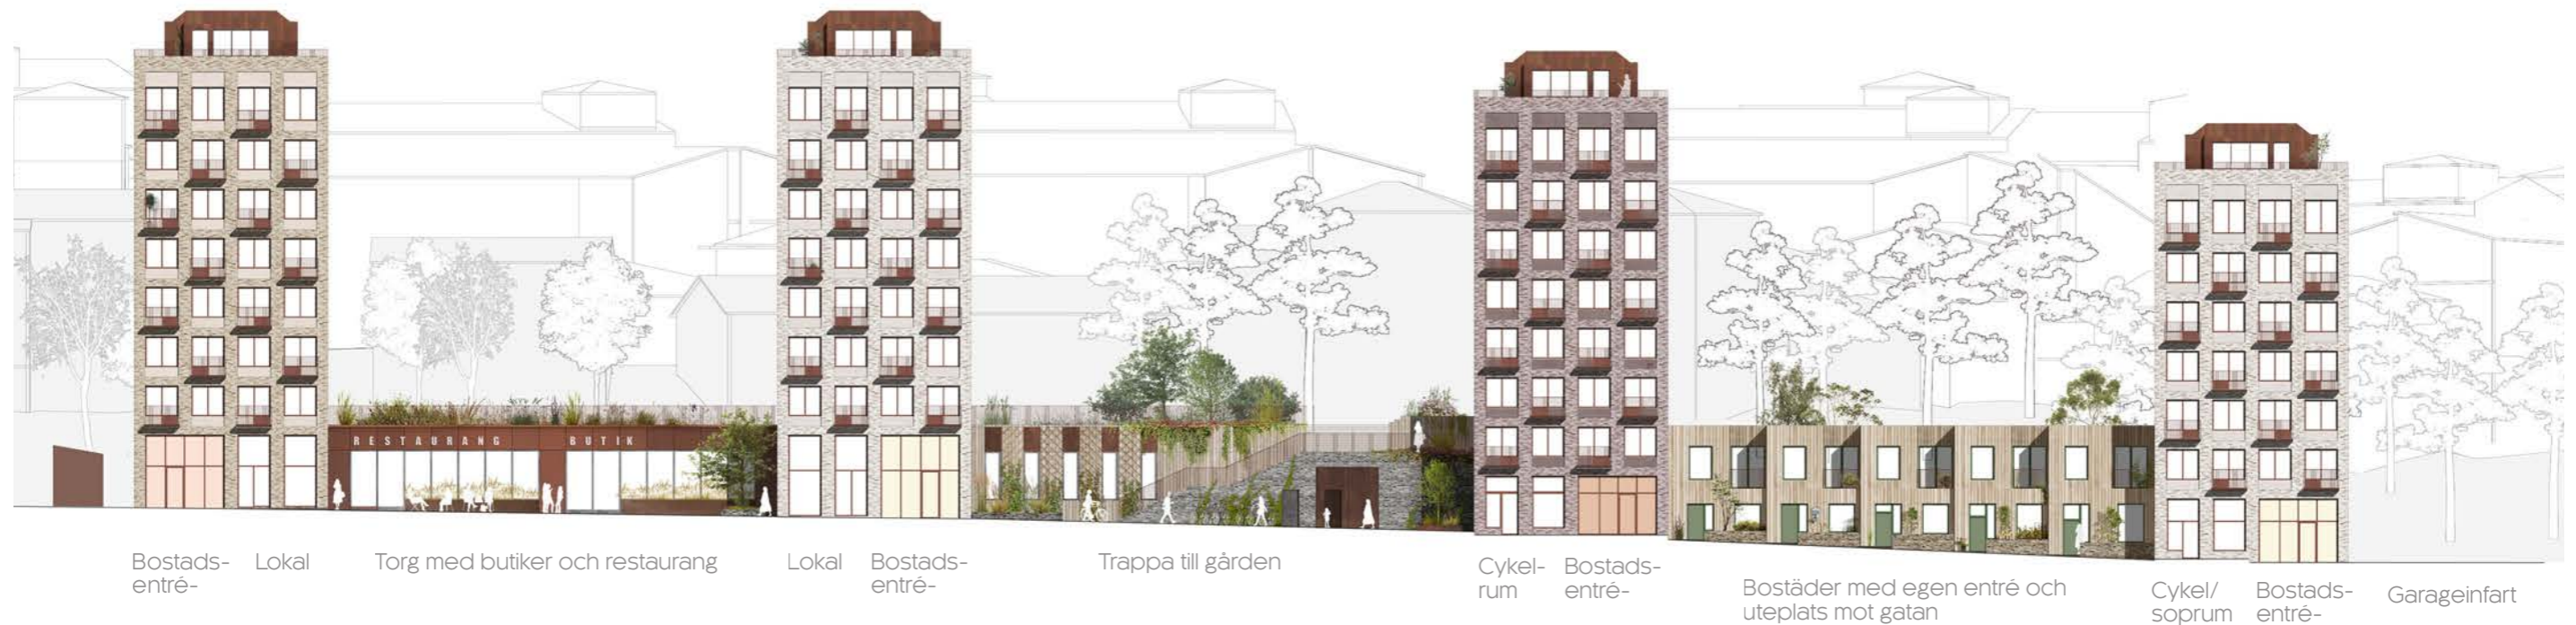 RESTAURANG
BUTIK
Bostads-
entré-
Lokal
Torg med butiker och restaurang
Lokal
Bostads-
entré-
Trappa till gården
Cykel-
rum
Bostads-
entré-
Bostäder med egen entré och
uteplats mot gatan
Cykel/
soprum
Bostads-
entré-
Garageinfart